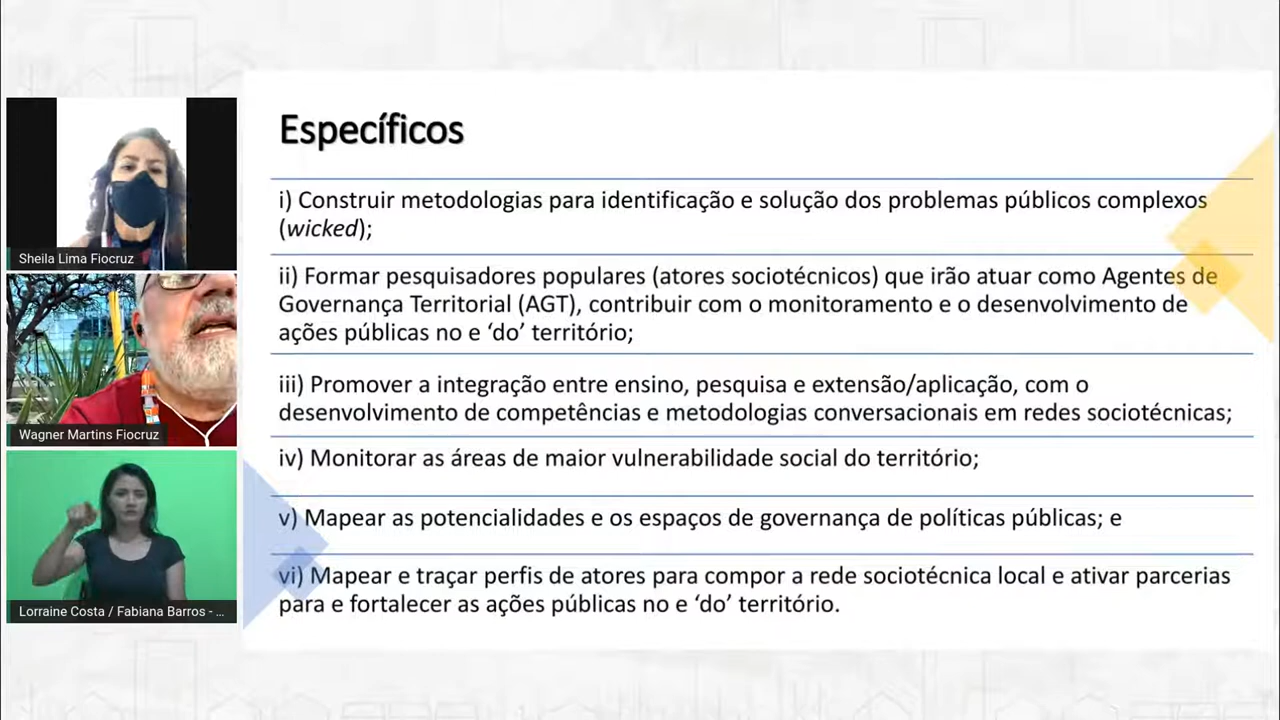 Específicos
i) Construir metodologias para identificação e solução dos problemas públicos complexos
(wicked);
ii) Formar pesquisadores populares (atores sociotécnicos) que irão atuar como Agentes de
Governança Territorial (AGT), contribuir com o monitoramento e o desenvolvimento de
ações públicas no e ‘do’ território;
iii) Promover a integração entre ensino, pesquisa e extensão/aplicação, com o
desenvolvimento de competências e metodologias conversacionais em redes sociotécnicas;
iv) Monitorar as áreas de maior vulnerabilidade social do território;
v) Mapear as potencialidades e os espaços de governança de políticas públicas; e
vi) Mapear e traçar perfis de atores para compor a rede sociotécnica local e ativar parcerias
para e fortalecer as ações públicas no e ‘do’ território.
Sheila Lima Fiocruz
Wagner Martins Fiocruz
Lorraine Costa / Fabiana Barros - ...